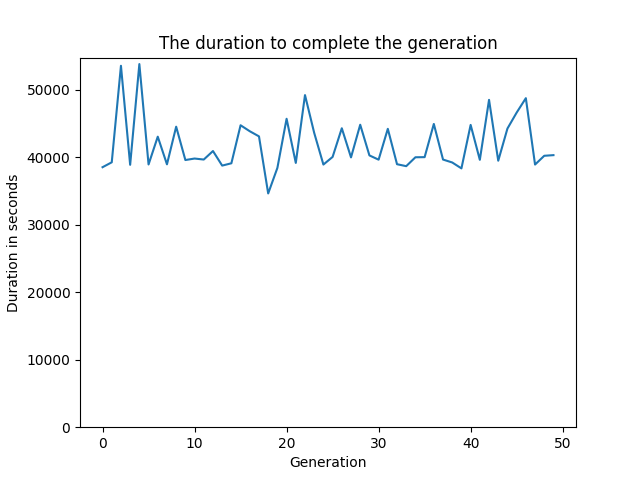 The duration to complete the generation
Duration in seconds
50000
40000
30000
20000
10000
0
0 10 20 30 40 50
Generation